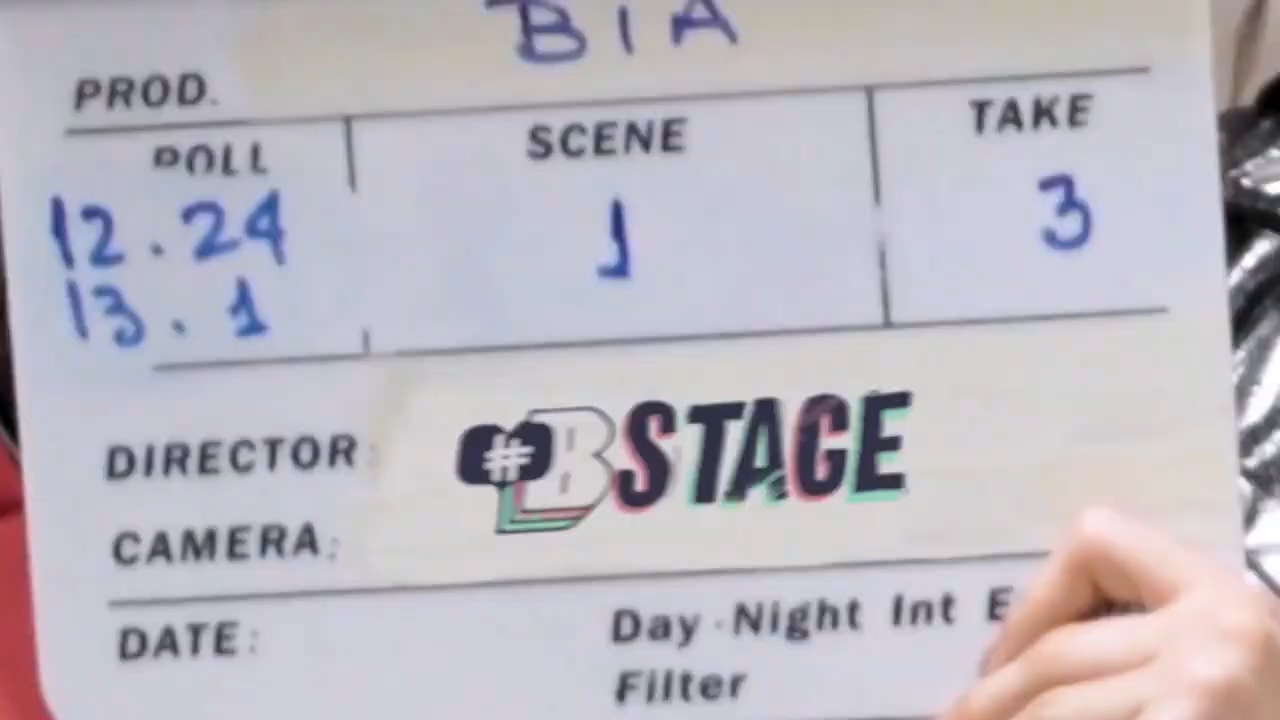 BIA
PROD.
ROLL SCENE TAKE
12.24 1 3
13.1
DIRECTOR:
#BSTAGE
CAMERA:
DATE: Day-Night Int E
Filter